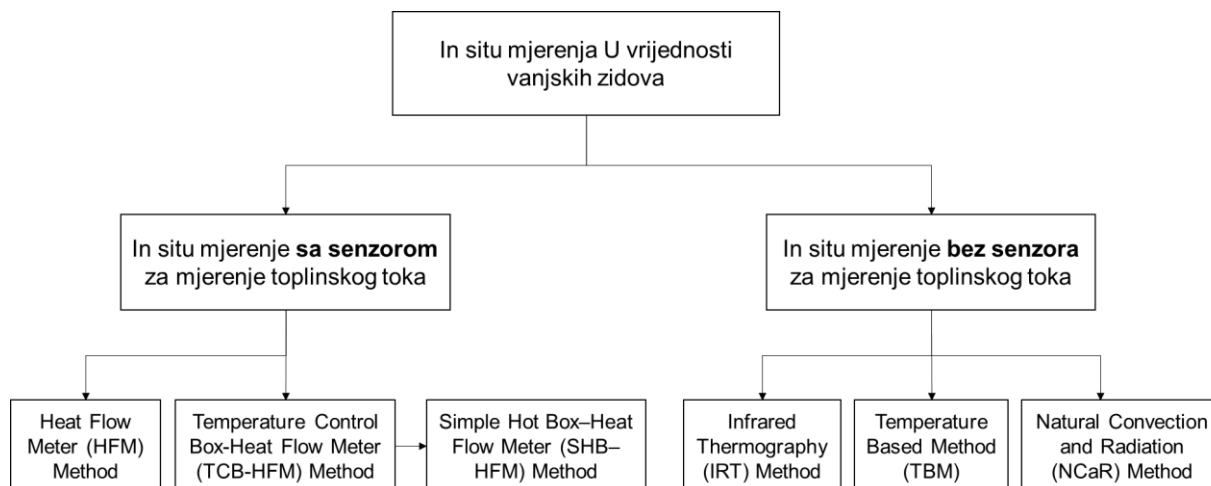 In situ mjerenja U vrijednosti
vanjskih zidova
In situ mjerenje sa senzorom
za mjerenje toplinskog toka
In situ mjerenje bez senzora
za mjerenje toplinskog toka
Heat Flow
Meter (HFM)
Method
Temperature Control
Box-Heat Flow Meter
(TCB-HFM) Method
Simple Hot Box–Heat
Flow Meter (SHB–
HFM) Method
Infrared
Thermography
(IRT) Method
Temperature
Based Method
(TBM)
Natural Convection
and Radiation
(NCaR) Method